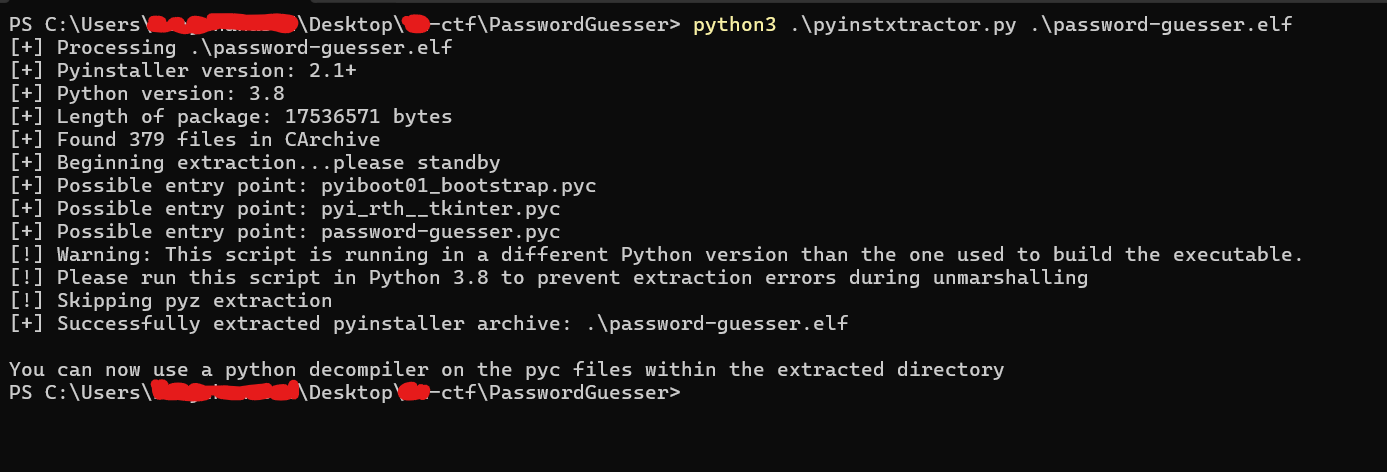 PS C:\Users\ \Desktop\ -ctf\PasswordGuesser> python3 .\pyinstxtractor.py .\password-guesser.elf
[+] Processing .\password-guesser.elf
[+] Pyinstaller version: 2.1+
[+] Python version: 3.8
[+] Length of package: 17536571 bytes
[+] Found 379 files in CArchive
[+] Beginning extraction...please standby
[+] Possible entry point: pyiboot01_bootstrap.pyc
[+] Possible entry point: pyi_rth__tkinter.pyc
[+] Possible entry point: password-guesser.pyc
[!] Warning: This script is running in a different Python version than the one used to build the executable.
[!] Please run this script in Python 3.8 to prevent extraction errors during unmarshalling
[!] Skipping pyz extraction
[+] Successfully extracted pyinstaller archive: .\password-guesser.elf
You can now use a python decompiler on the pyc files within the extracted directory
PS C:\Users\ \Desktop\ -ctf\PasswordGuesser>